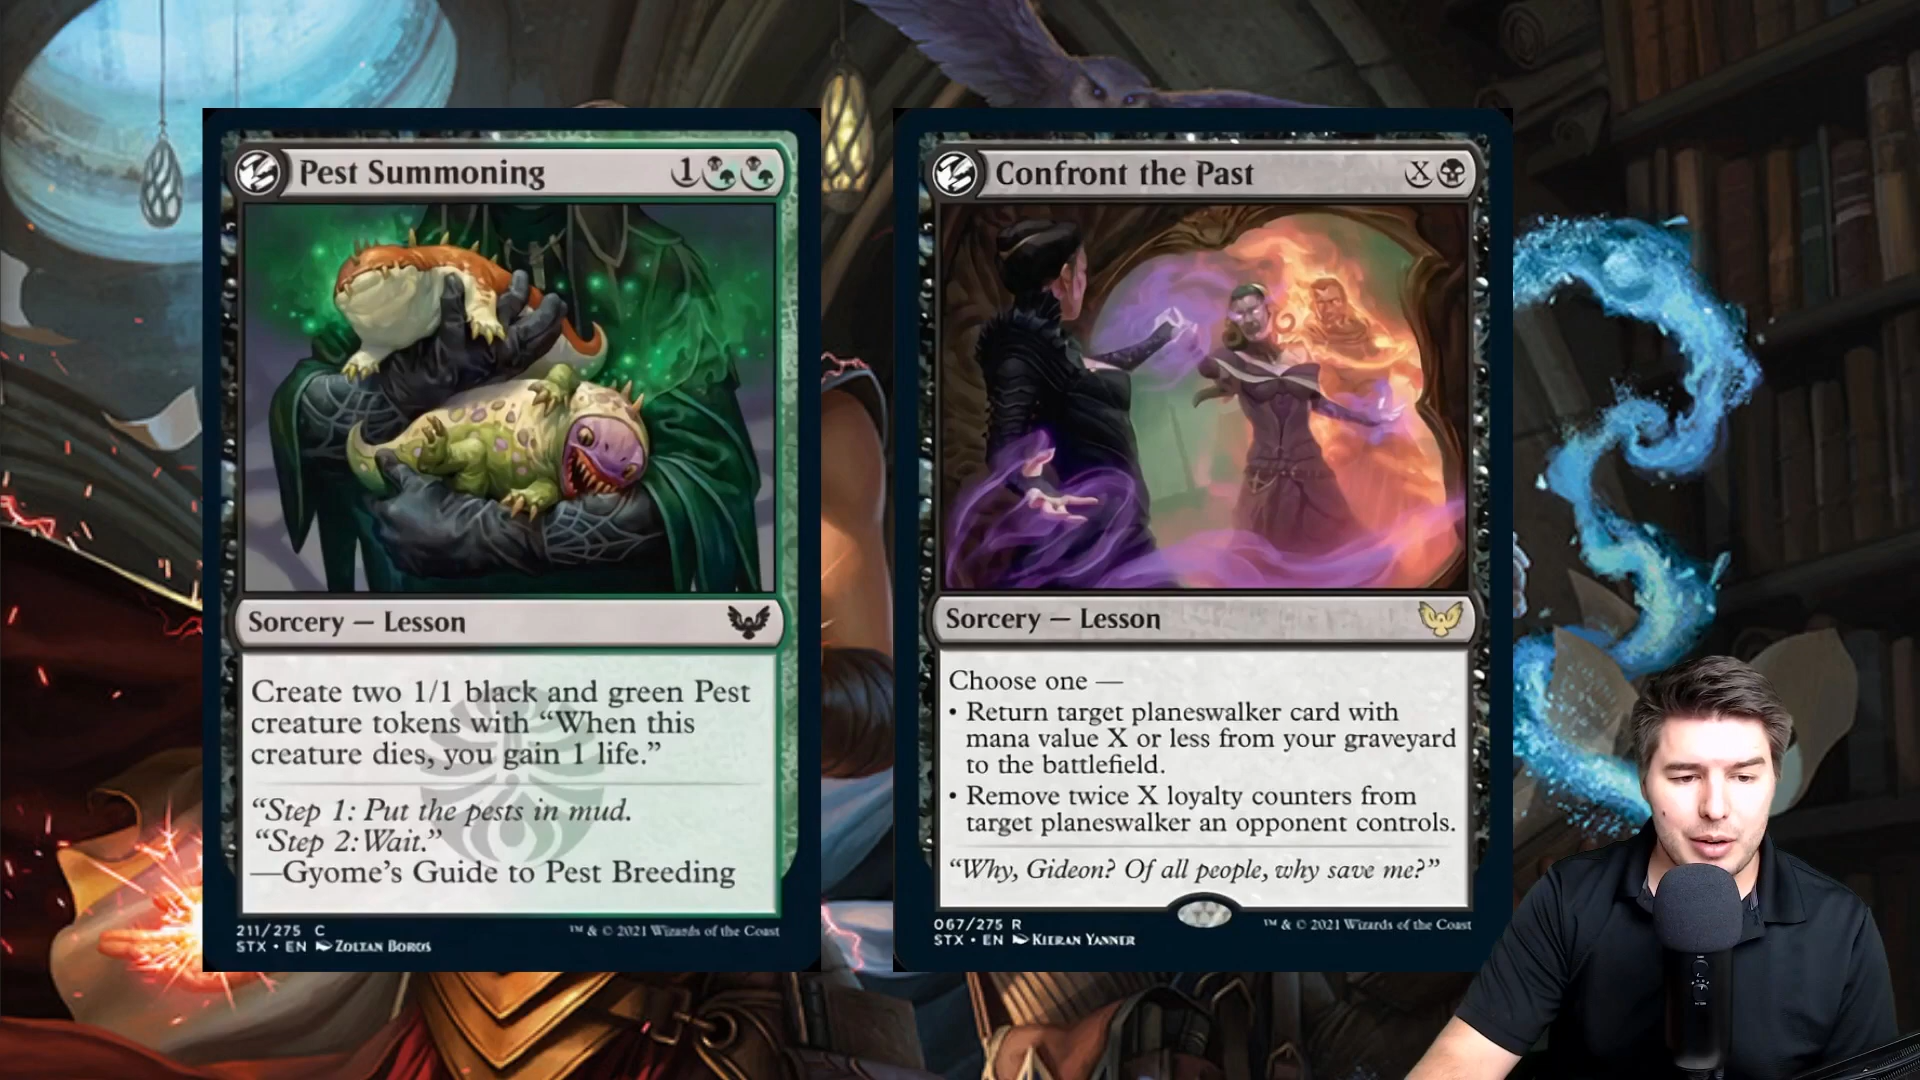 Pest Summoning 1
Sorcery — Lesson
Create two 1/1 black and green Pest
creature tokens with “When this
creature dies, you gain 1 life.”
“Step 1: Put the pests in mud.
“Step 2: Wait.”
—Gyome’s Guide to Pest Breeding
211/275 C
STX • EN Zoltan Boros
™ & © 2021 Wizards of the Coast
Confront the Past X
Sorcery — Lesson
Choose one —
• Return target planeswalker card with
mana value X or less from your graveyard
to the battlefield.
• Remove twice X loyalty counters from
target planeswalker an opponent controls.
“Why, Gideon? Of all people, why save me?”
067/275 R
STX • EN Kieran Yanner
™ & © 2021 Wizards of the Coast